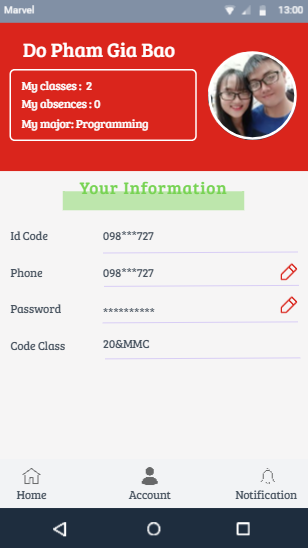 Marvel 13:00
Do Pham Gia Bao
My classes : 2
My absences : 0
My major: Programming
Your Information
Id Code 098***727
Phone 098***727
Password **********
Code Class 20&MMC
Home Account Notification